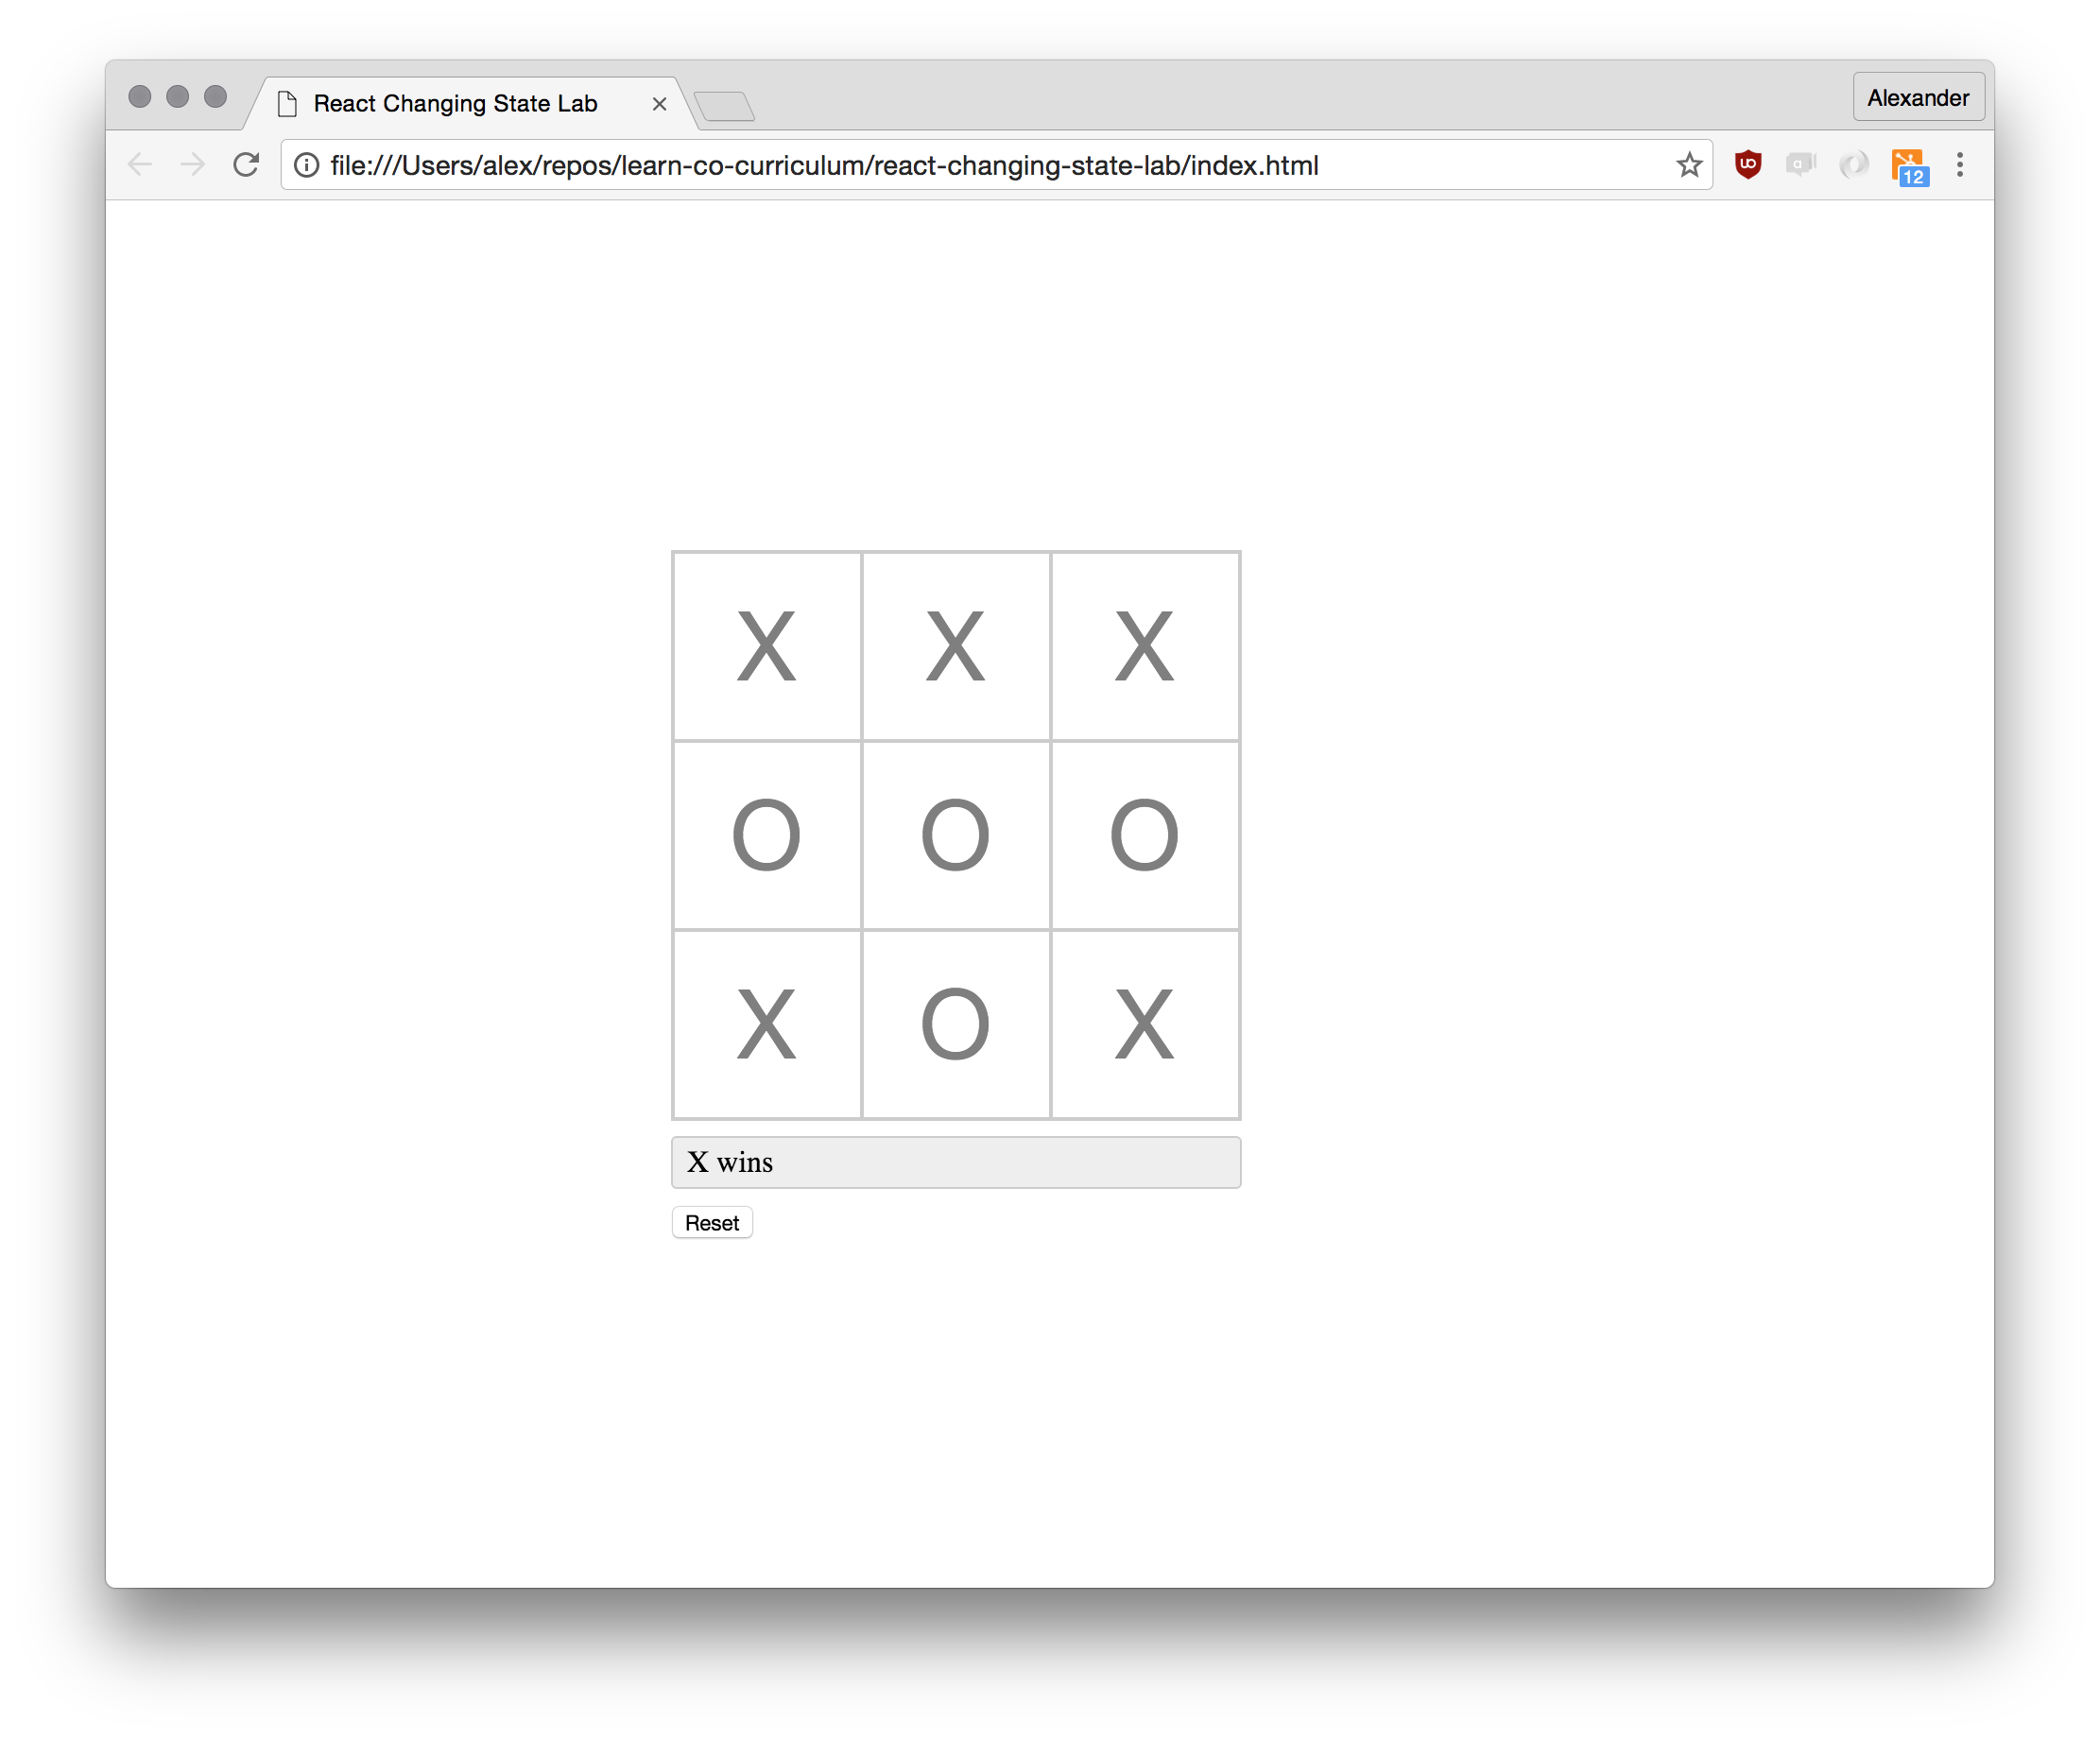 React Changing State Lab
Alexander
file:///Users/alex/repos/learn-co-curriculum/react-changing-state-lab/index.html
12
X X X
O O O
X O X
X wins
Reset